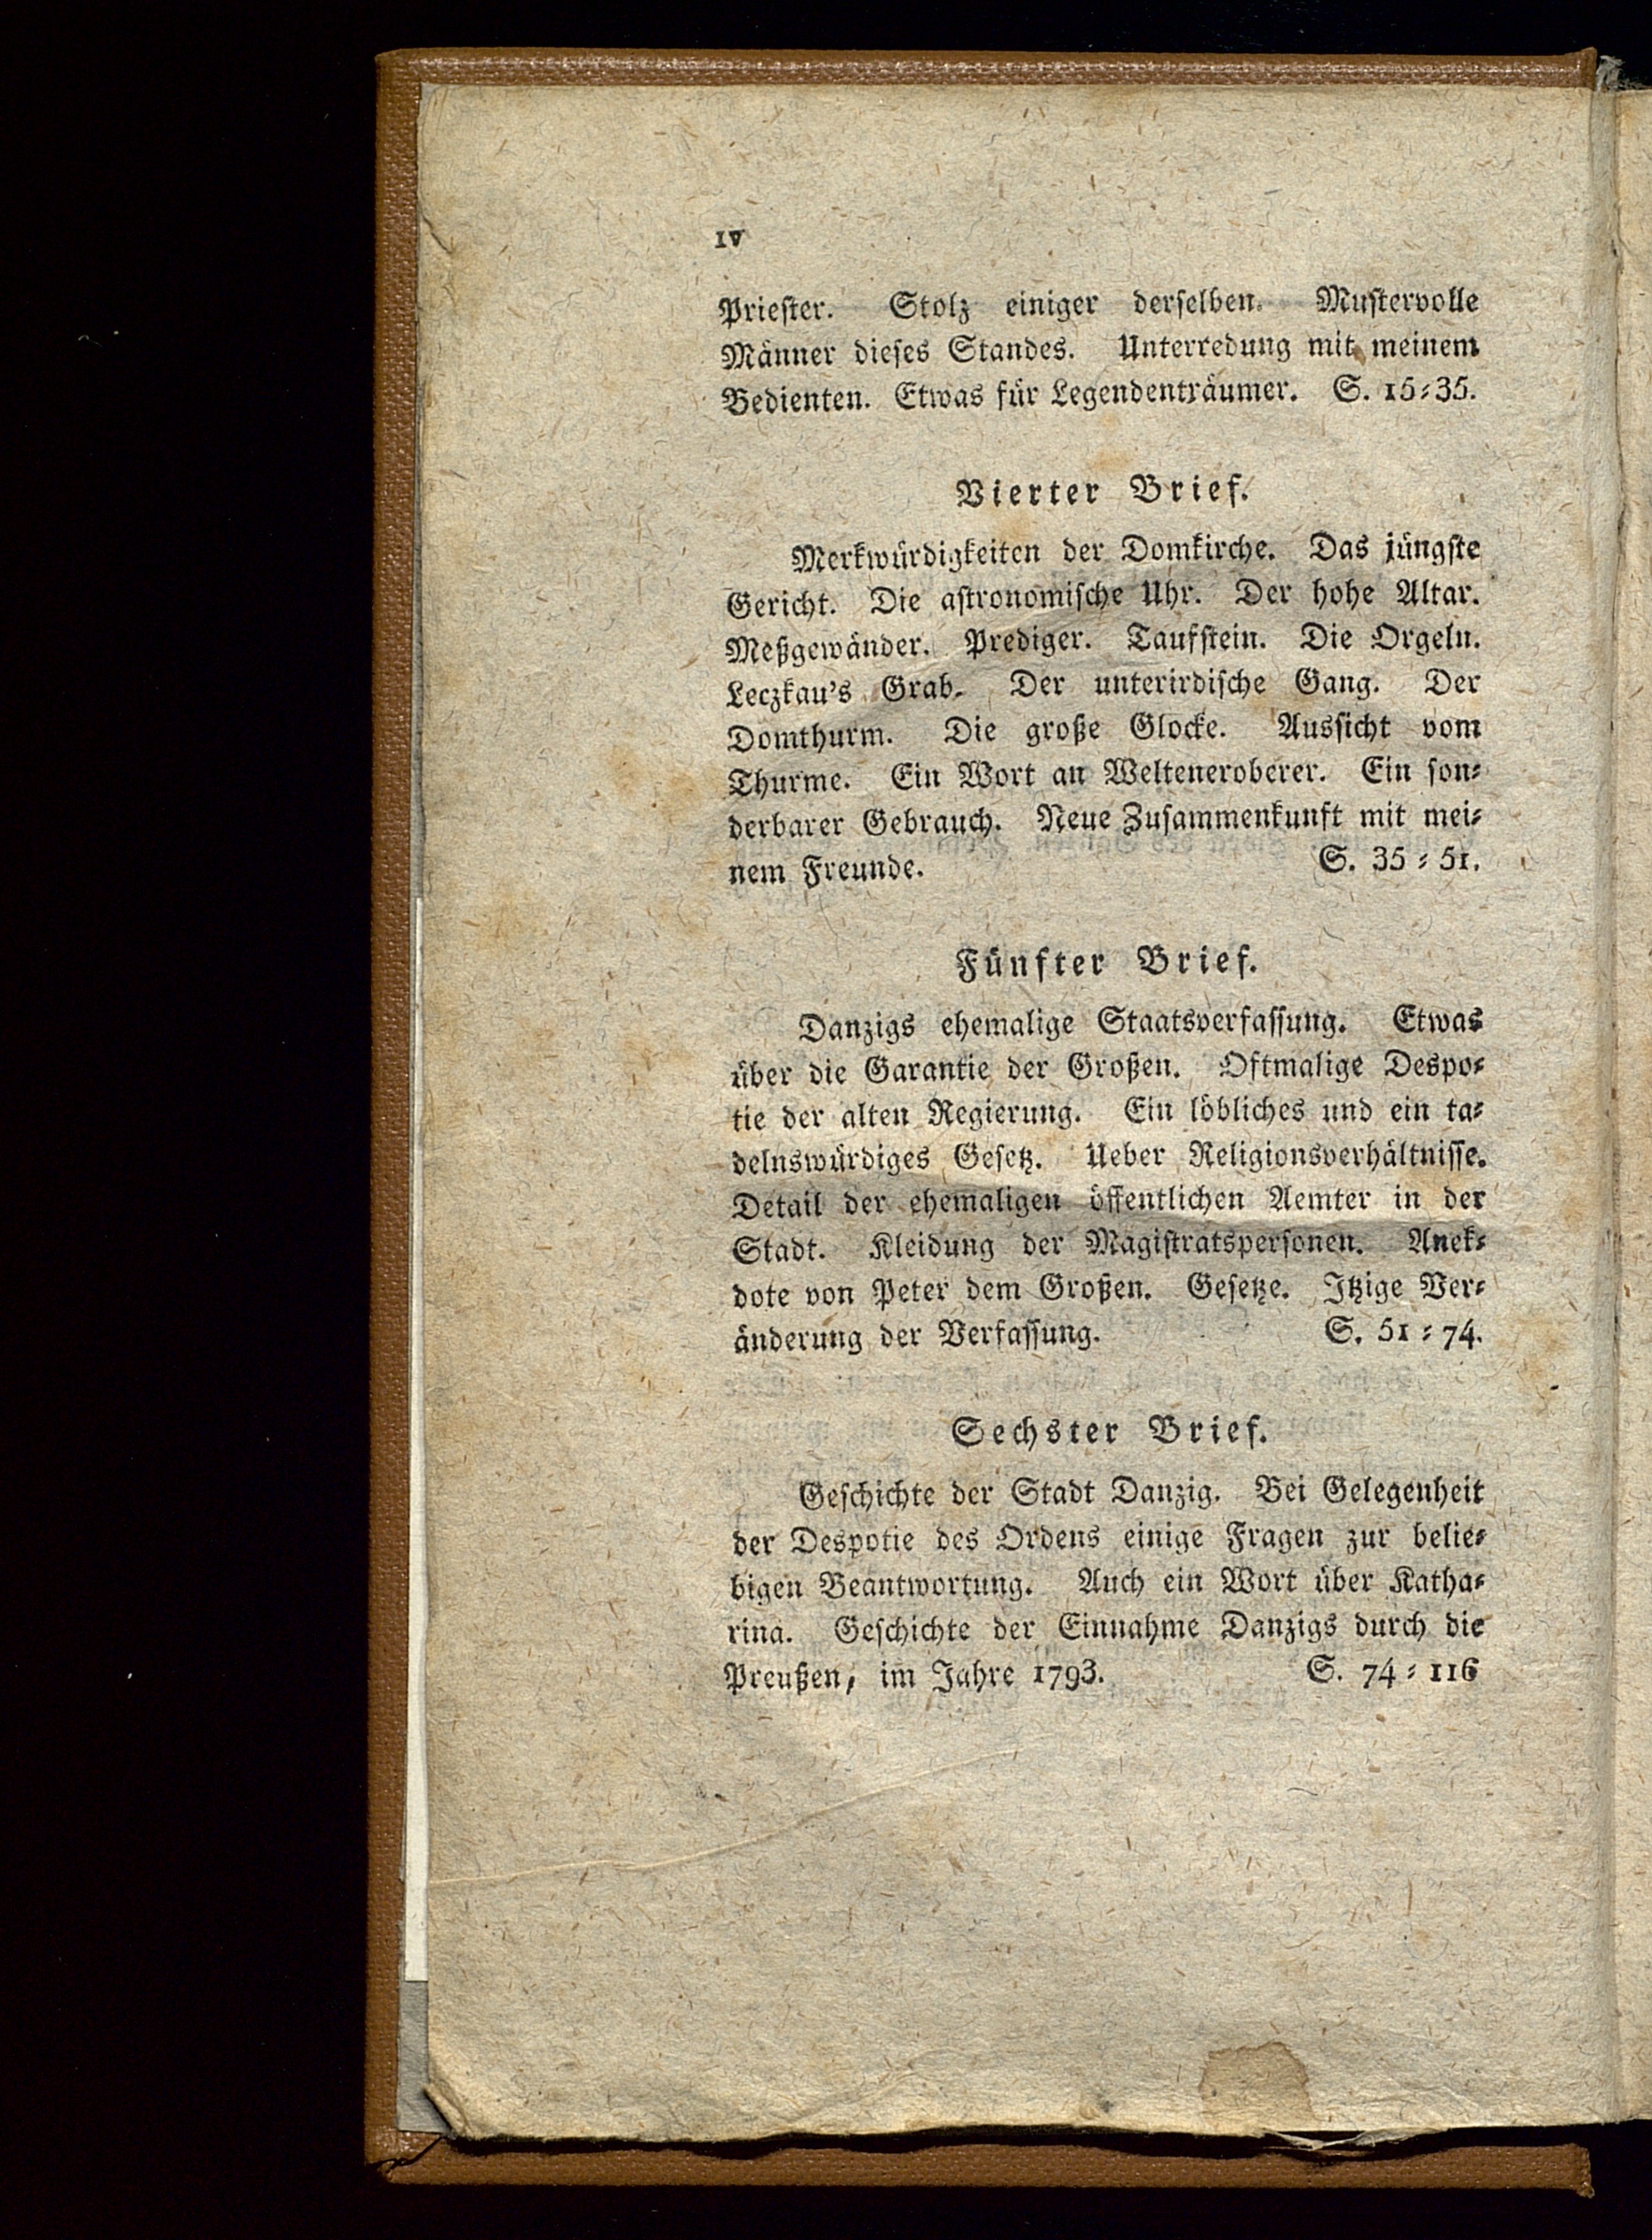 IV
Priester. Stolz einiger derselben. Mustervolle
Männer dieses Standes. Unterredung mit meinem
Bedienten. Etwas für Legendenträumer. S. 15-35.
Vierter Brief.
Merkwürdigkeiten der Domkirche. Das jüngste
Gericht. Die astronomische Uhr. Der hohe Altar.
Meßgewänder. Prediger. Taufstein. Die Orgeln.
Leczkau's Grab. Der unterirdische Gang. Der
Domthurm. Die große Glocke. Aussicht vom
Thurme. Ein Wort an Welteneroberer. Ein son-
derbarer Gebrauch. Neue Zusammenkunft mit mei-
nem Freunde. S. 35 - 51.
Fünfter Brief.
Danzigs ehemalige Staatsverfassung. Etwas
über die Garantie der Großen. Oftmalige Despo-
tie der alten Regierung. Ein löbliches und ein ta-
delnswürdiges Gesetz. Ueber Religionsverhältnisse.
Detail der ehemaligen öffentlichen Aemter in der
Stadt. Kleidung der Magistratspersonen. Anek-
dote von Peter dem Großen. Gesetze. Itzige Ver-
änderung der Verfassung. S. 51 - 74.
Sechster Brief.
Geschichte der Stadt Danzig. Bei Gelegenheit
der Despotie des Ordens einige Fragen zur belie-
bigen Beantwortung. Auch ein Wort über Katha-
rina. Geschichte der Einnahme Danzigs durch die
Preußen, im Jahre 1793. S. 74 - 116